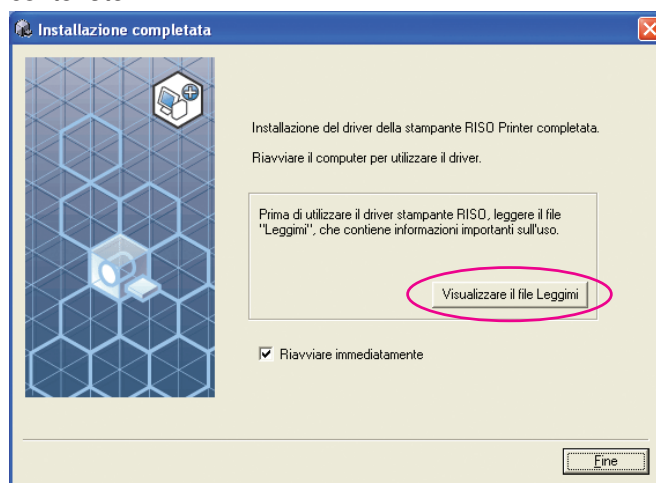 Installazione completata
Installazione del driver della stampante RISO Printer completata.
Riavviare il computer per utilizzare il driver.
Prima di utilizzare il driver stampante RISO, leggere il file
"Leggimi", che contiene informazioni importanti sull'uso.
Visualizzare il file Leggimi
Riavviare immediatamente
Fine